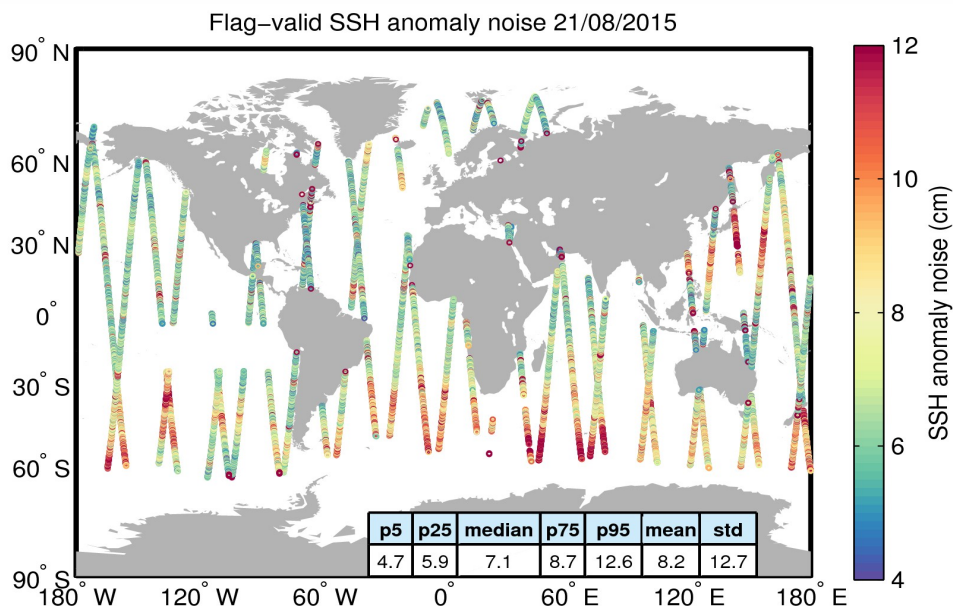 Flag−valid SSH anomaly noise 21/08/2015
90° N
60° N
30° N
0°
30° S
60° S
90° S
180° W
120° W
60° W
0°
60° E
120° E
180° E
p5 p25 median p75 p95 mean std
4.7 5.9 7.1 8.7 12.6 8.2 12.7
12
10
8
6
4
SSH anomaly noise (cm)